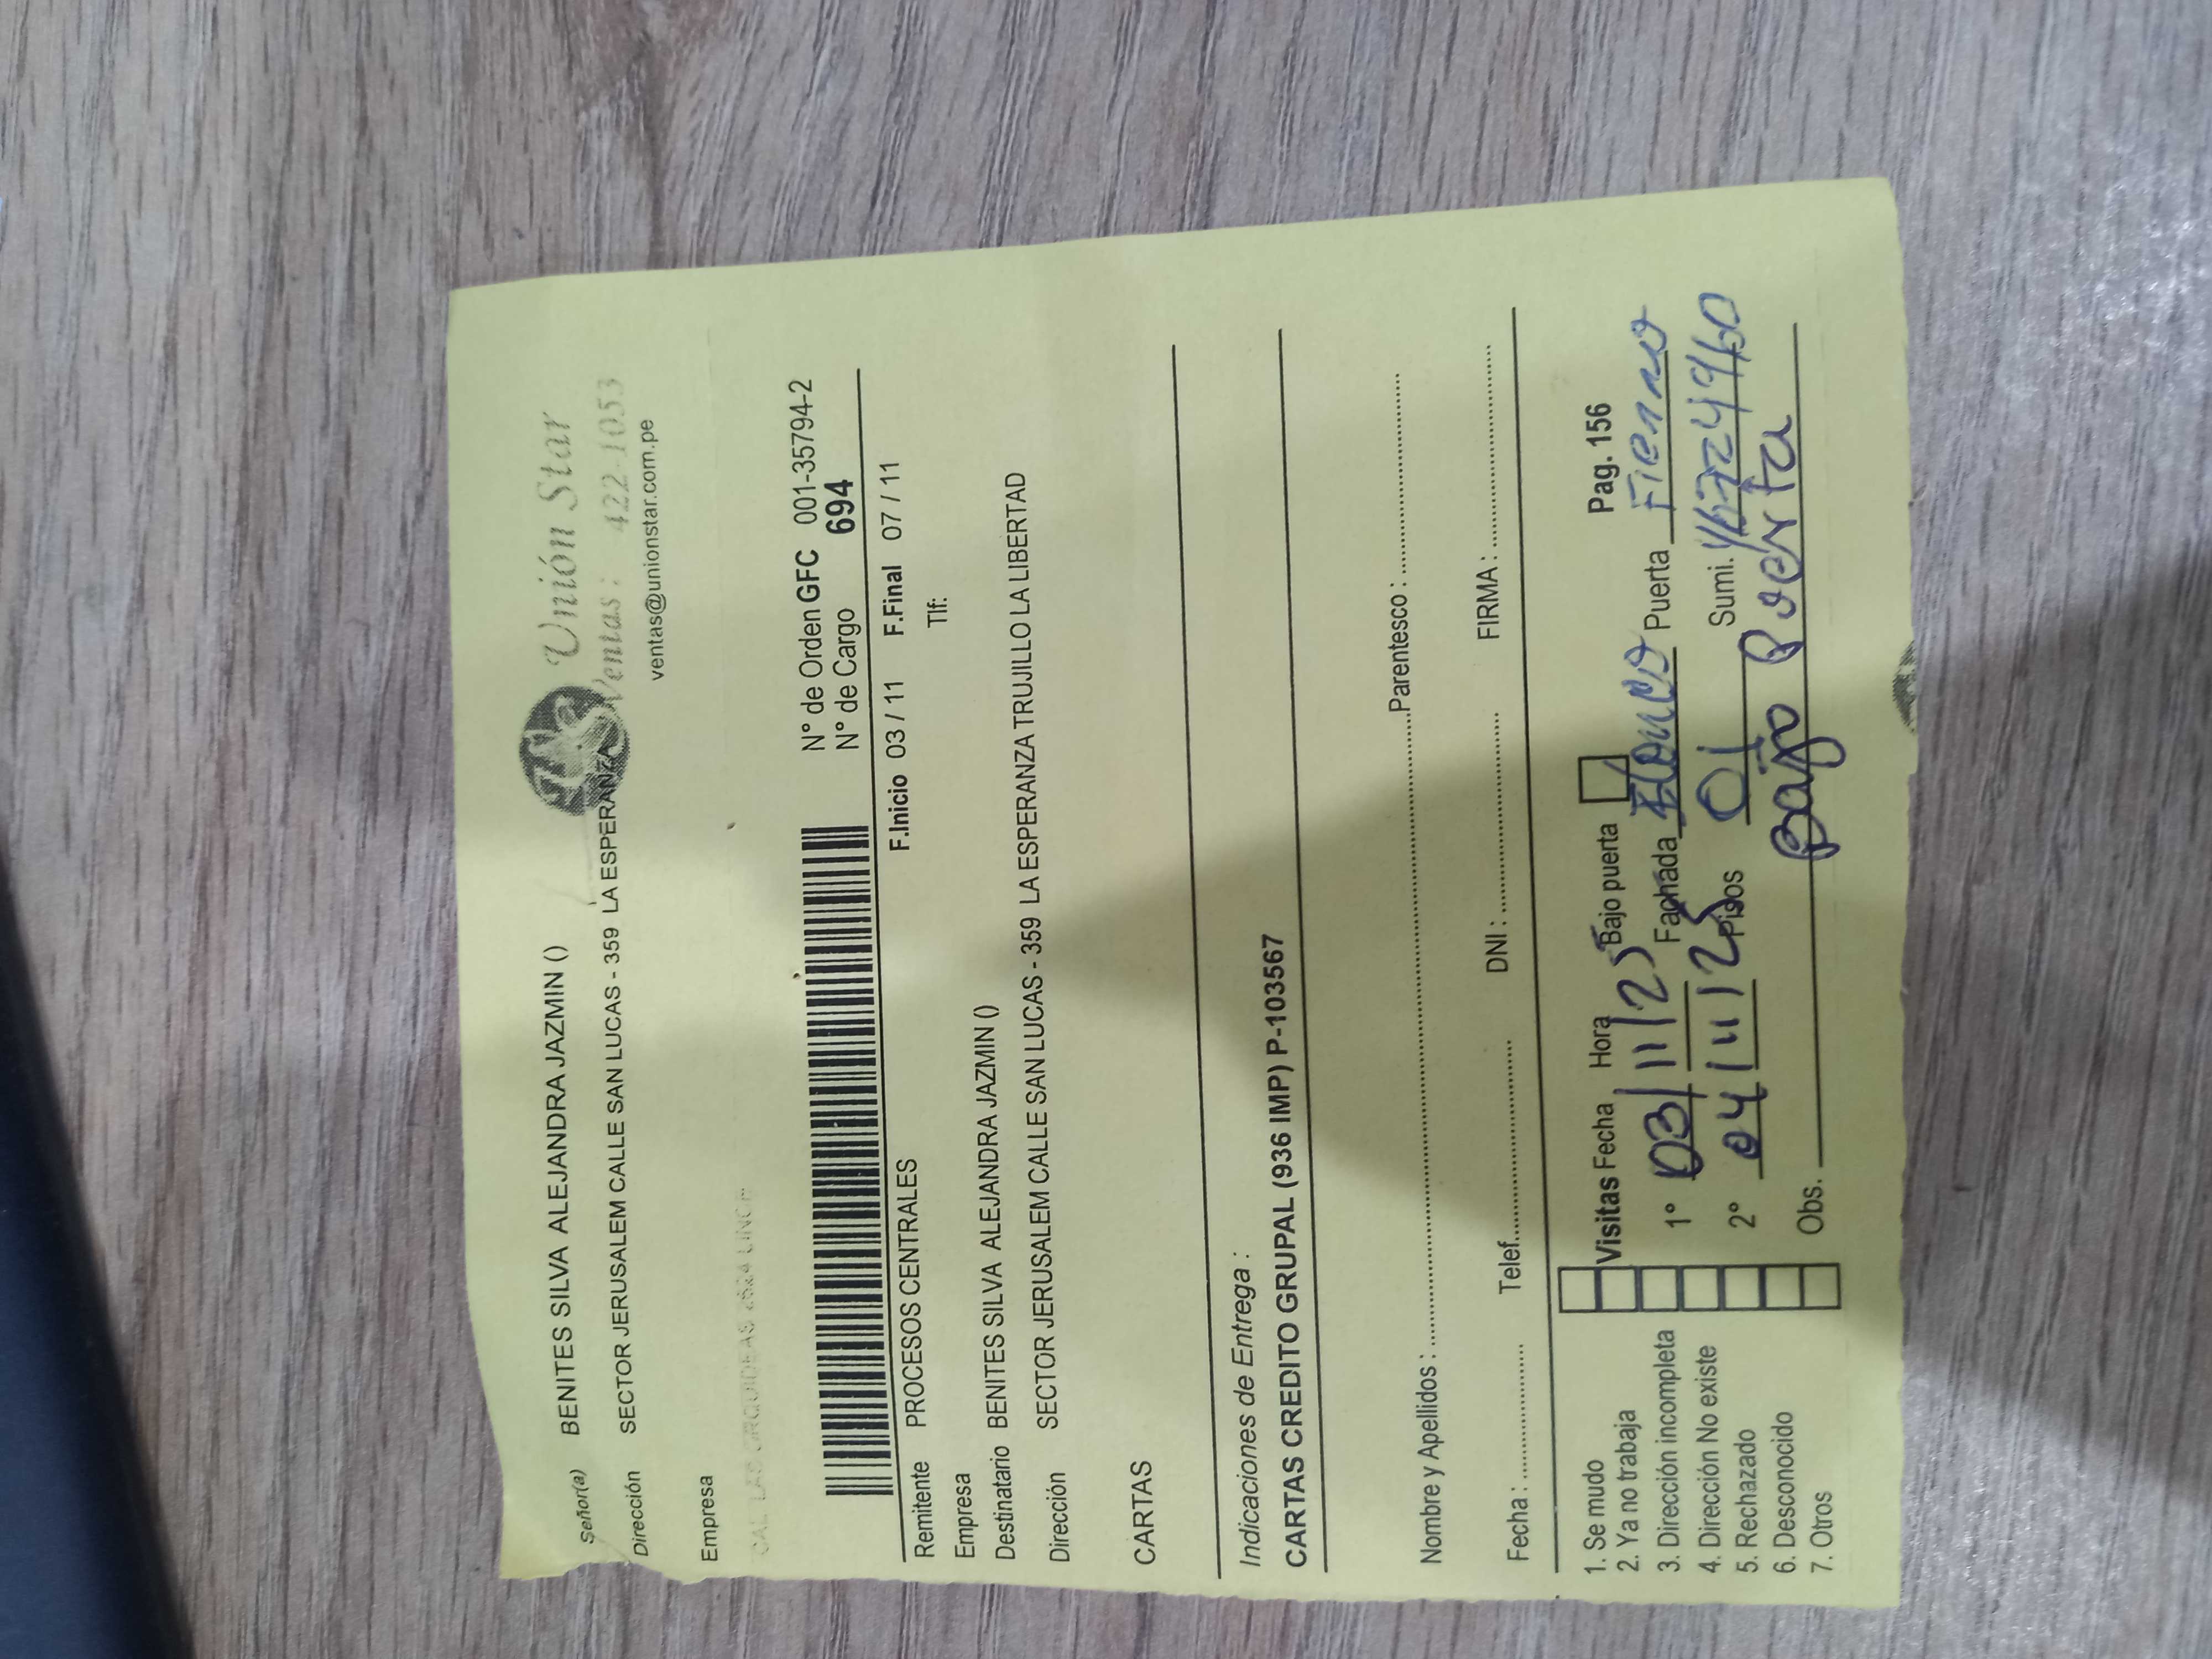 Unión Star
Ventas: 422-1053
ventas@unionstar.com.pe
Señor(a) BENITES SILVA ALEJANDRA JAZMIN ()
Dirección SECTOR JERUSALEM CALLE SAN LUCAS - 359 LA ESPERANZA
Empresa
N° de Orden GFC 001-35794-2
N° de Cargo 694
F.Inicio 03 / 11 F.Final 07 / 11
Remitente PROCESOS CENTRALES
Empresa Tlf:
Destinatario BENITES SILVA ALEJANDRA JAZMIN ()
Dirección SECTOR JERUSALEM CALLE SAN LUCAS - 359 LA ESPERANZA TRUJILLO LA LIBERTAD
CARTAS
Indicaciones de Entrega :
CARTAS CREDITO GRUPAL (936 IMP) P-103567
Nombre y Apellidos : Parentesco :
Fecha : Telef. DNI : FIRMA :
1. Se mudo Visitas Fecha Hora Bajo puerta Pag. 156
2. Ya no trabaja
3. Dirección incompleta 1° 03/11/25 Fachada Blanco Puerta Fierro
4. Dirección No existe
5. Rechazado 2° 04/11/25 Pisos 01 Sumi.
6. Desconocido
7. Otros Obs. Bajo Puerta